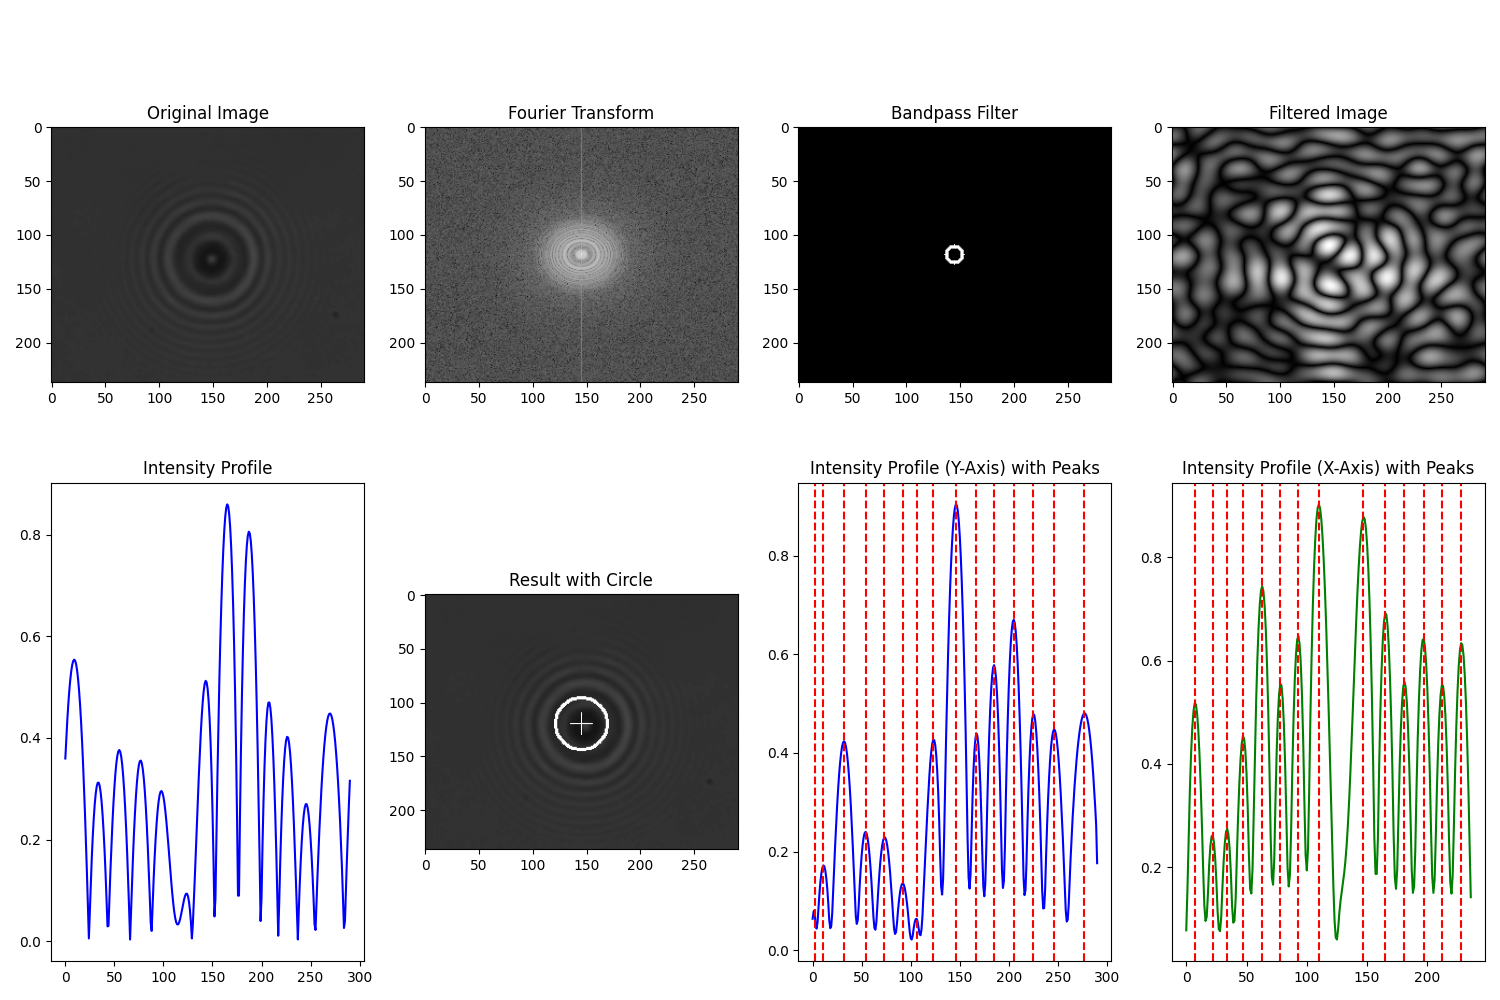 Original Image
Fourier Transform
Bandpass Filter
Filtered Image
0
50
100
150
200
0 50 100 150 200 250
0
50
100
150
200
0 50 100 150 200 250
0
50
100
150
200
0 50 100 150 200 250
0
50
100
150
200
0 50 100 150 200 250
Intensity Profile
0.8
0.6
0.4
0.2
0.0
0 50 100 150 200 250 300
Result with Circle
0
50
100
150
200
0 50 100 150 200 250
Intensity Profile (Y-Axis) with Peaks
0.8
0.6
0.4
0.2
0.0
0 50 100 150 200 250 300
Intensity Profile (X-Axis) with Peaks
0.8
0.6
0.4
0.2
0 50 100 150 200